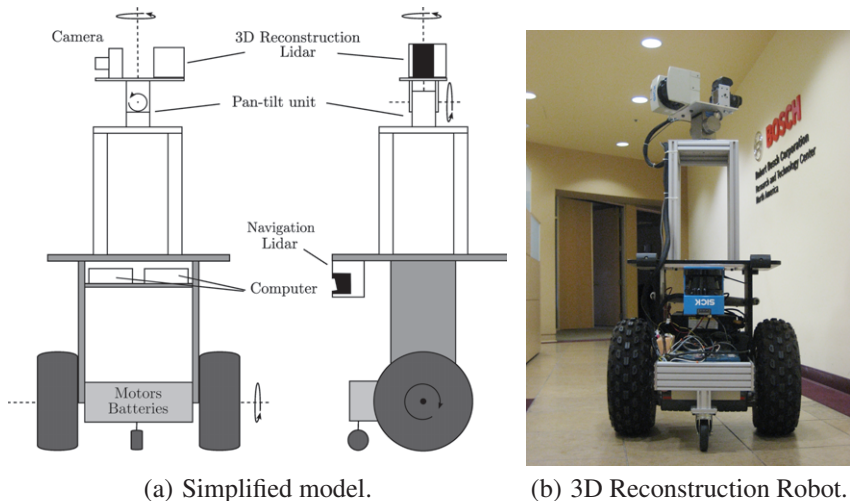 Camera
3D Reconstruction
Lidar
Pan-tilt unit
Navigation
Lidar
Computer
Motors
Batteries
(a) Simplified model.
BOSCH
Robert Bosch Corporation
Research and Technology Center
North America
SICK
(b) 3D Reconstruction Robot.